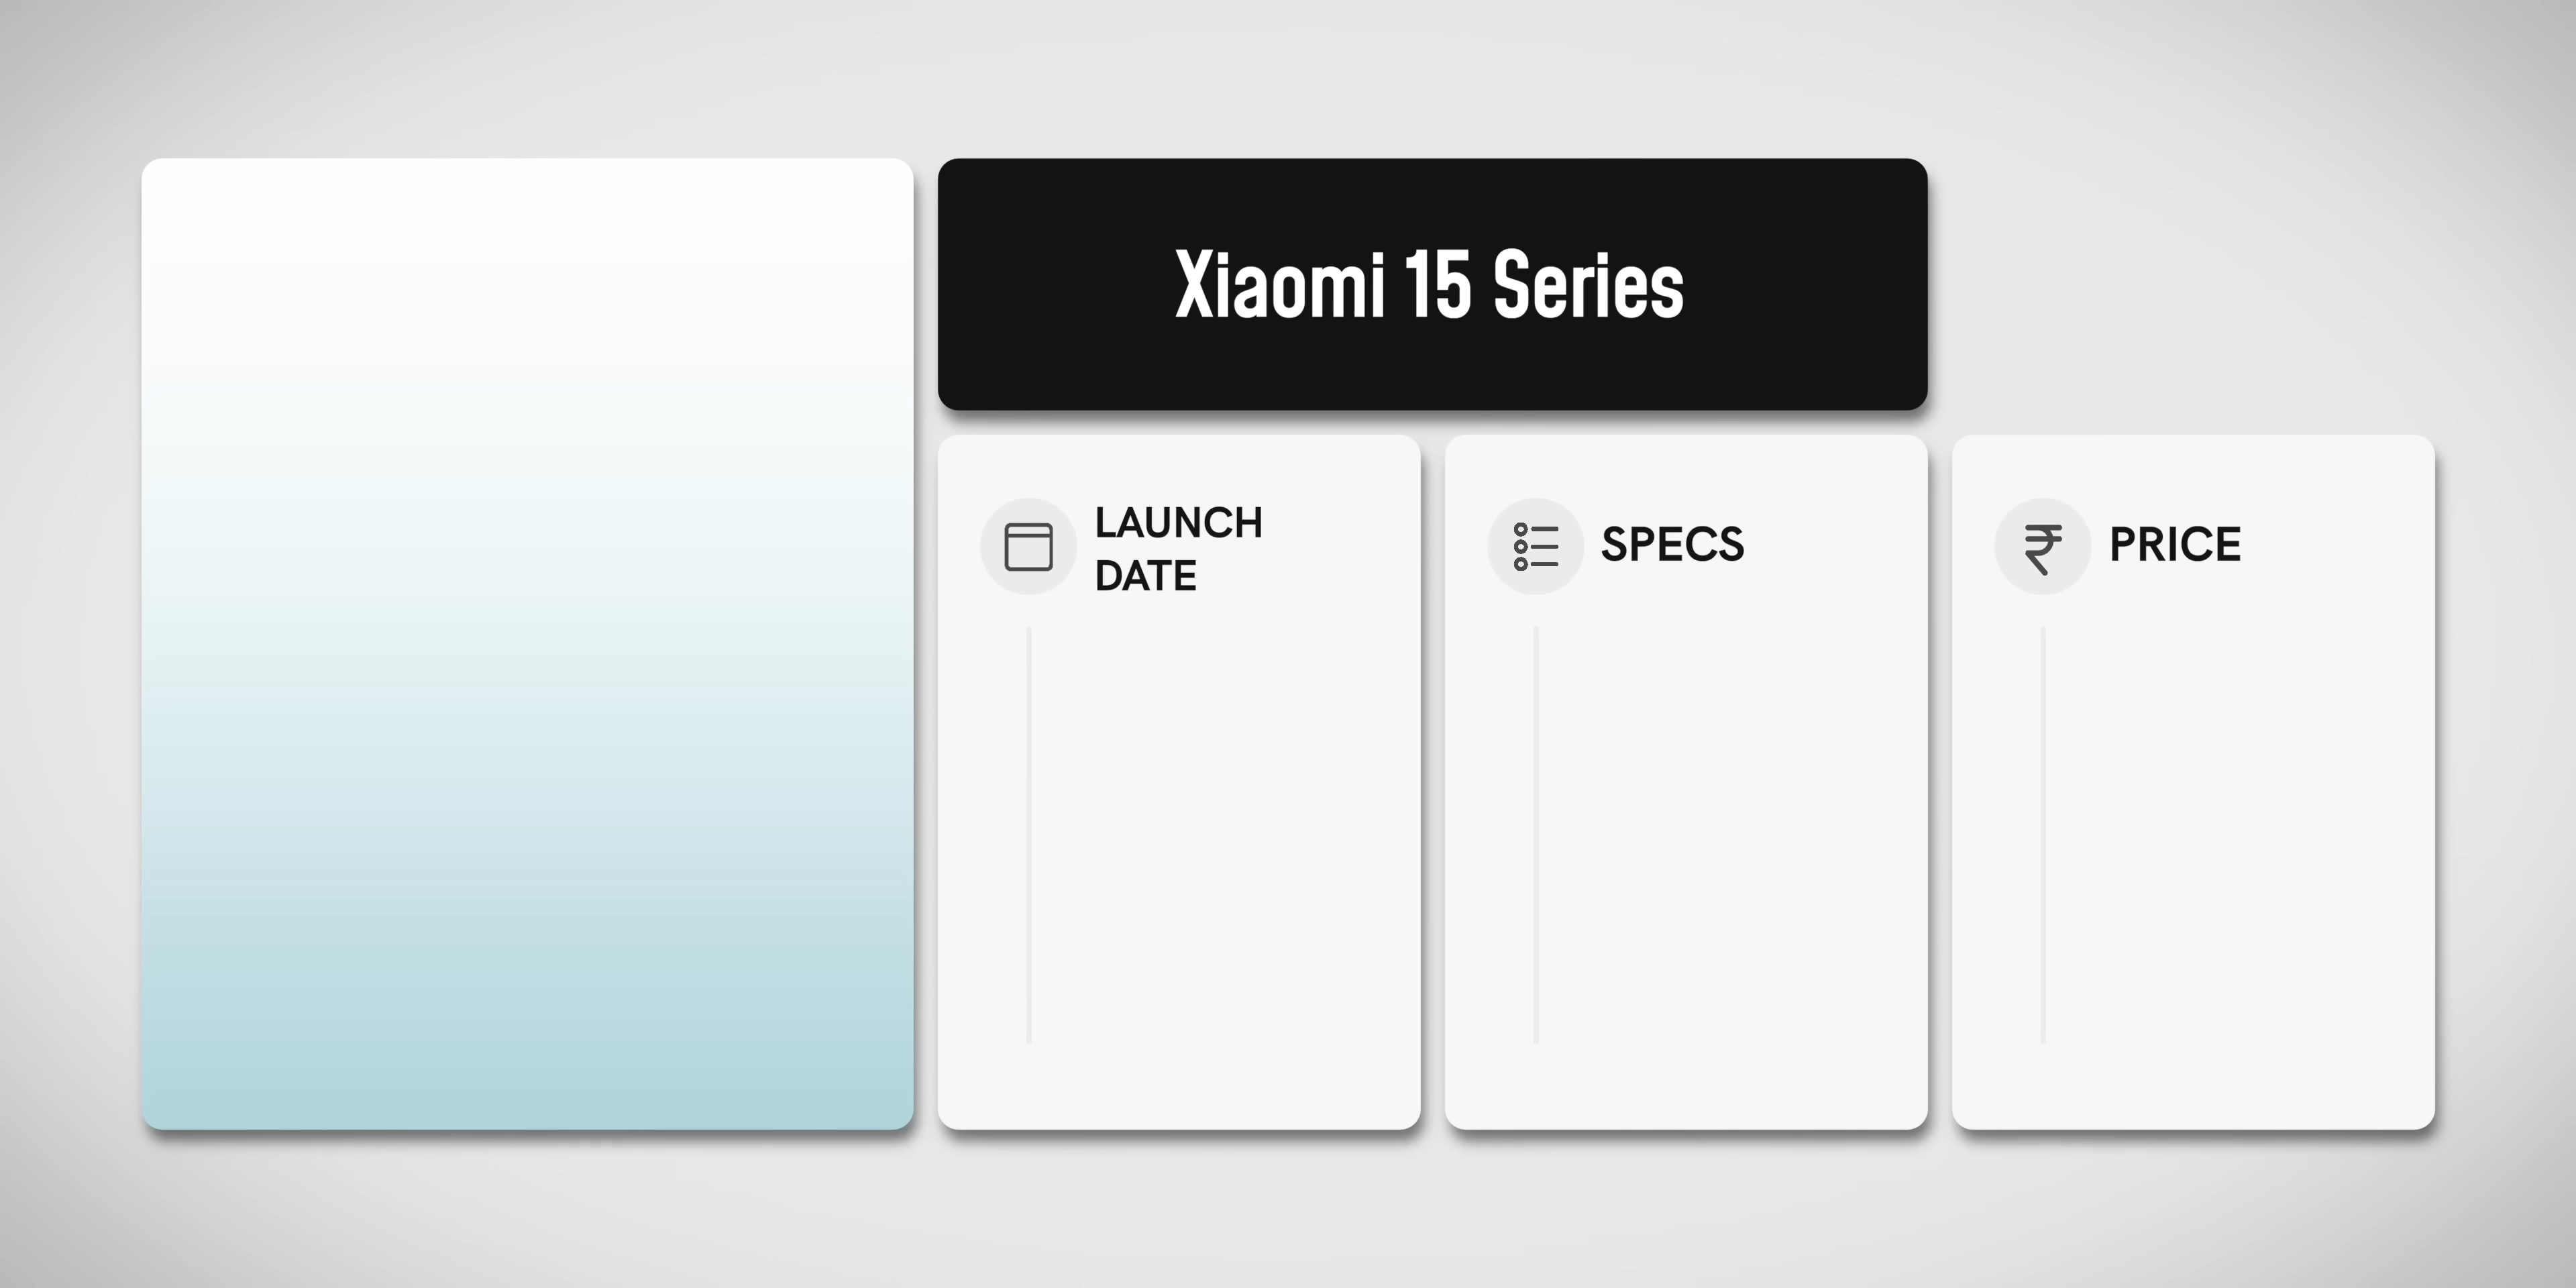 Xiaomi 15 Series
LAUNCH
DATE
SPECS
₹
PRICE